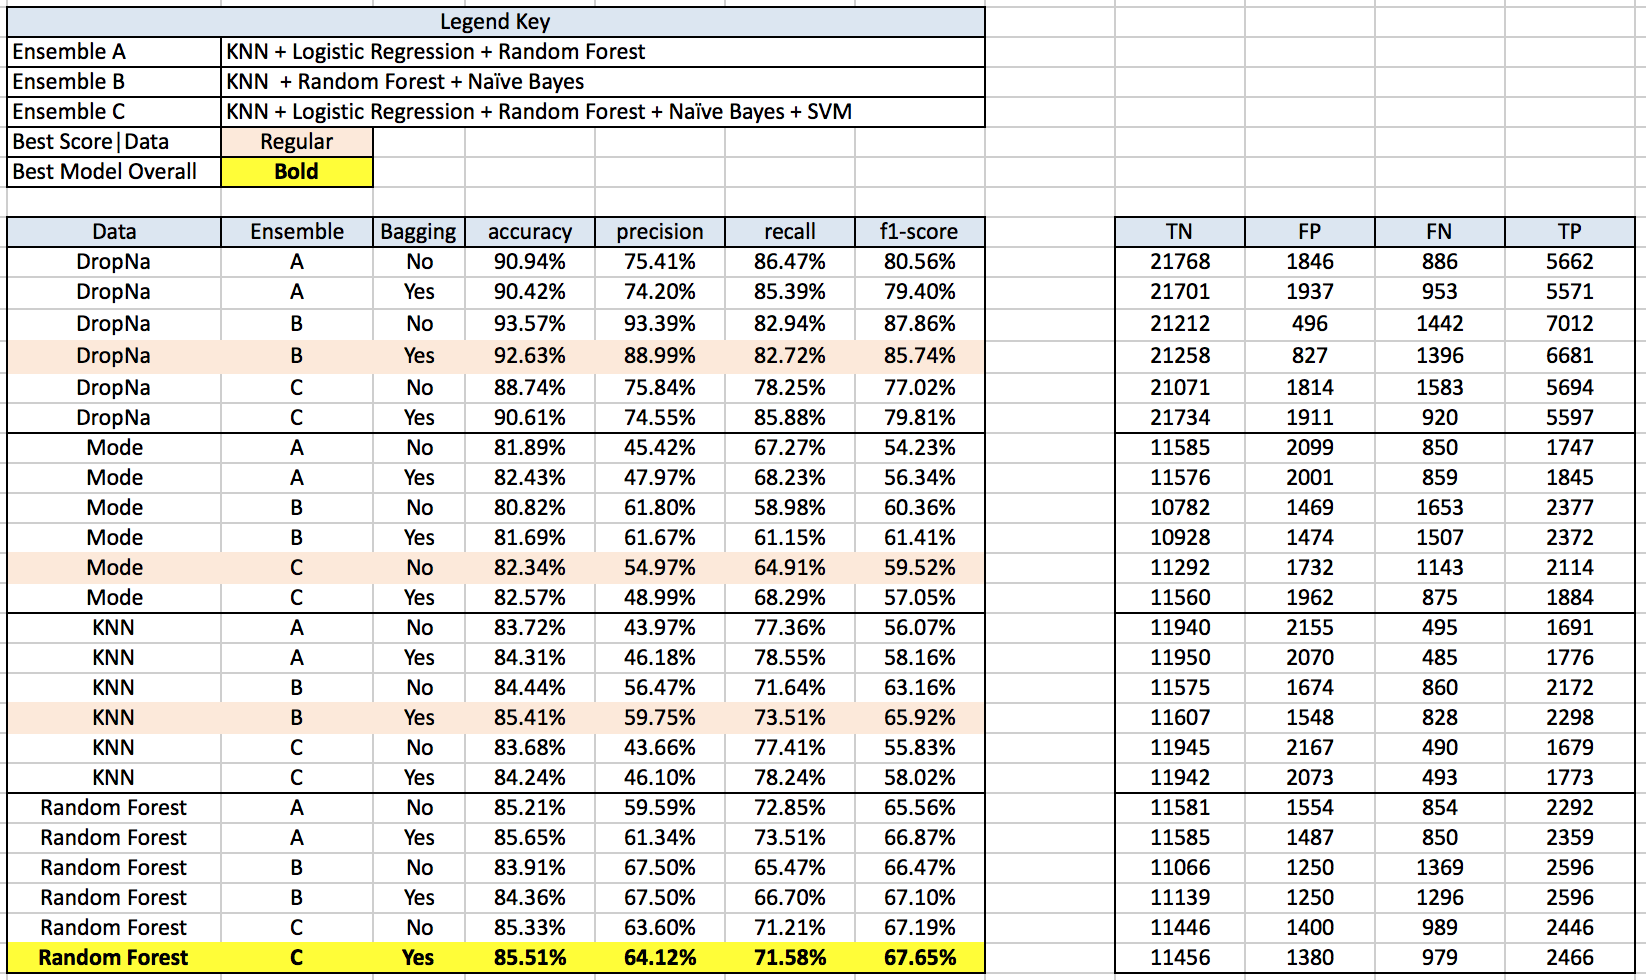 Legend Key
Ensemble A KNN + Logistic Regression + Random Forest
Ensemble B KNN + Random Forest + Naïve Bayes
Ensemble C KNN + Logistic Regression + Random Forest + Naïve Bayes + SVM
Best Score|Data Regular
Best Model Overall Bold
Data Ensemble Bagging accuracy precision recall f1-score TN FP FN TP
DropNa A No 90.94% 75.41% 86.47% 80.56% 21768 1846 886 5662
DropNa A Yes 90.42% 74.20% 85.39% 79.40% 21701 1937 953 5571
DropNa B No 93.57% 93.39% 82.94% 87.86% 21212 496 1442 7012
DropNa B Yes 92.63% 88.99% 82.72% 85.74% 21258 827 1396 6681
DropNa C No 88.74% 75.84% 78.25% 77.02% 21071 1814 1583 5694
DropNa C Yes 90.61% 74.55% 85.88% 79.81% 21734 1911 920 5597
Mode A No 81.89% 45.42% 67.27% 54.23% 11585 2099 850 1747
Mode A Yes 82.43% 47.97% 68.23% 56.34% 11576 2001 859 1845
Mode B No 80.82% 61.80% 58.98% 60.36% 10782 1469 1653 2377
Mode B Yes 81.69% 61.67% 61.15% 61.41% 10928 1474 1507 2372
Mode C No 82.34% 54.97% 64.91% 59.52% 11292 1732 1143 2114
Mode C Yes 82.57% 48.99% 68.29% 57.05% 11560 1962 875 1884
KNN A No 83.72% 43.97% 77.36% 56.07% 11940 2155 495 1691
KNN A Yes 84.31% 46.18% 78.55% 58.16% 11950 2070 485 1776
KNN B No 84.44% 56.47% 71.64% 63.16% 11575 1674 860 2172
KNN B Yes 85.41% 59.75% 73.51% 65.92% 11607 1548 828 2298
KNN C No 83.68% 43.66% 77.41% 55.83% 11945 2167 490 1679
KNN C Yes 84.24% 46.10% 78.24% 58.02% 11942 2073 493 1773
Random Forest A No 85.21% 59.59% 72.85% 65.56% 11581 1554 854 2292
Random Forest A Yes 85.65% 61.34% 73.51% 66.87% 11585 1487 850 2359
Random Forest B No 83.91% 67.50% 65.47% 66.47% 11066 1250 1369 2596
Random Forest B Yes 84.36% 67.50% 66.70% 67.10% 11139 1250 1296 2596
Random Forest C No 85.33% 63.60% 71.21% 67.19% 11446 1400 989 2446
Random Forest C Yes 85.51% 64.12% 71.58% 67.65% 11456 1380 979 2466